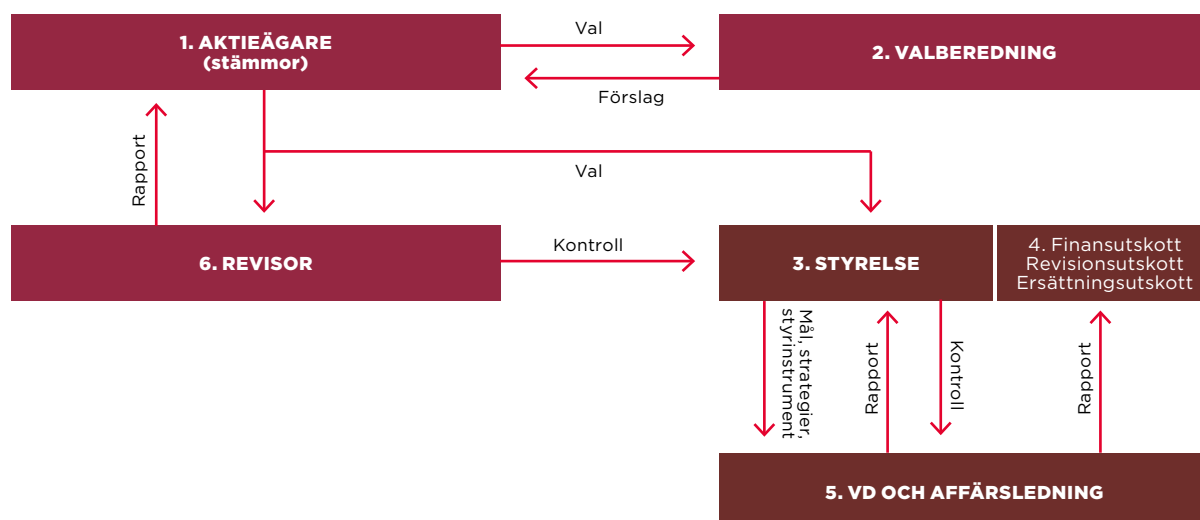 1. AKTIEÄGARE
(stämmor)
Val
2. VALBEREDNING
Förslag
Rapport
Val
6. REVISOR
Kontroll
3. STYRELSE
4. Finansutskott
Revisionsutskott
Ersättningsutskott
Mål, strategier,
styrinstrument
Rapport
Kontroll
Rapport
5. VD OCH AFFÄRSLEDNING